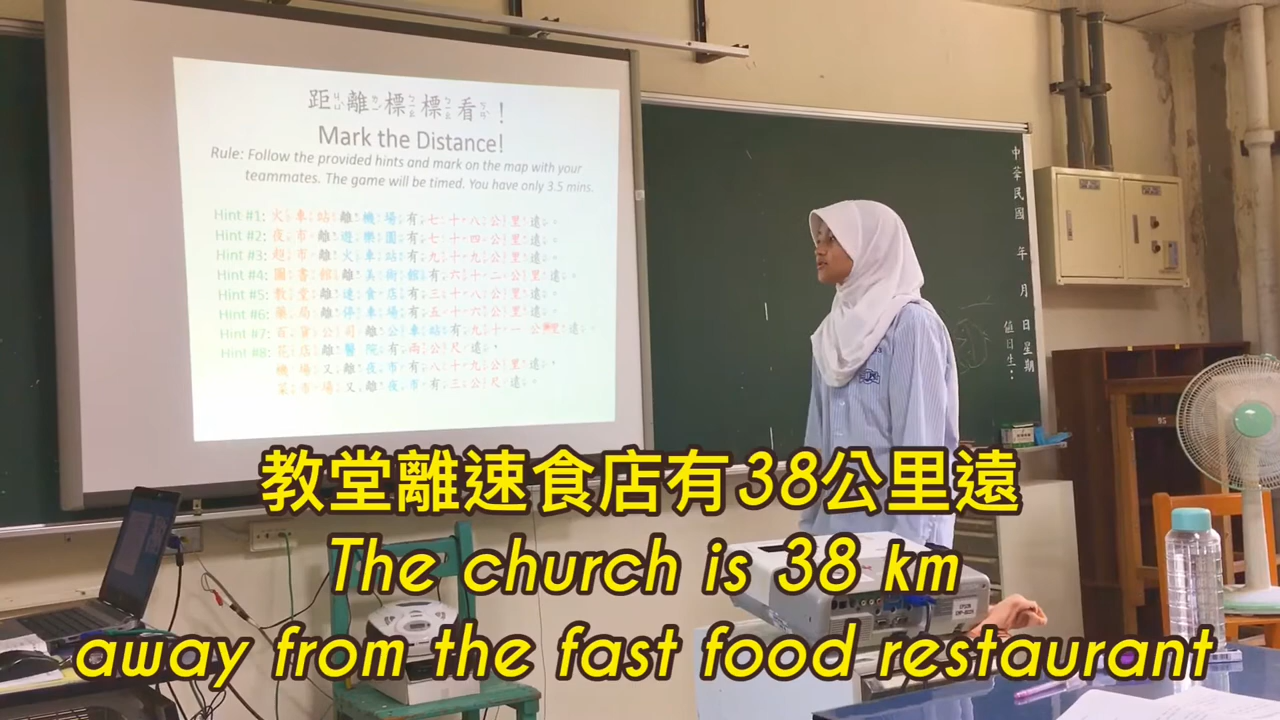 距離標標看！
Mark the Distance!
Rule: Follow the provided hints and mark on the map with your
teammates. The game will be timed. You have only 3.5 mins.
Hint #1: 火車站離機場有七十八公里遠。
Hint #2: 夜市離遊樂園有七十四公里遠。
Hint #3: 超市離火車站有九十九公里遠。
Hint #4: 圖書館離美術館有六十二公里遠。
Hint #5: 教堂離速食店有三十八公里遠。
Hint #6: 藥局離停車場有五十六公里遠。
Hint #7: 百貨公司離公車站有九十一公里遠。
Hint #8: 花店離醫院有兩公尺遠，
機場又離夜市有八十九公里遠。
菜市場又離夜市有三公尺遠。
中華民國 年 月 日 星期
值日生：
教堂離速食店有38公里遠
The church is 38 km
away from the fast food restaurant